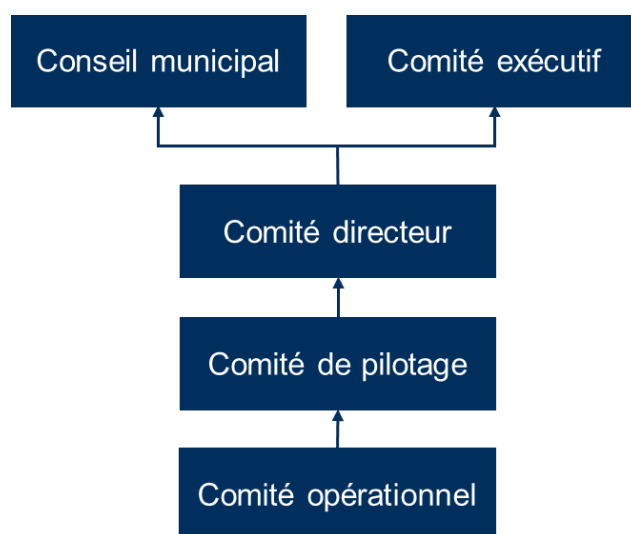 Conseil municipal
Comité exécutif
Comité directeur
Comité de pilotage
Comité opérationnel